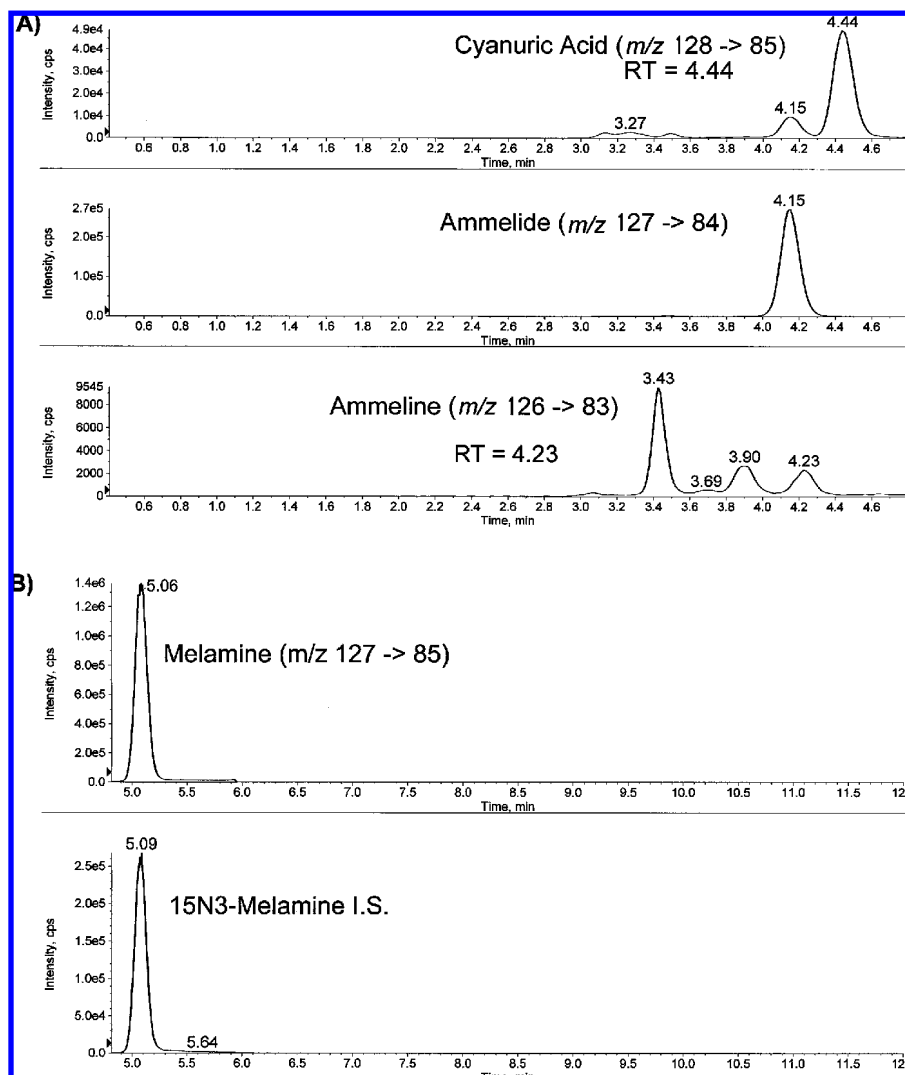 A)
4.9e4
4.0e4
3.0e4
2.0e4
1.0e4
0.0
Intensity, cps
Cyanuric Acid (m/z 128 -> 85)
RT = 4.44
3.27
4.15
4.44
0.6 0.8 1.0 1.2 1.4 1.6 1.8 2.0 2.2 2.4 2.6 2.8 3.0 3.2 3.4 3.6 3.8 4.0 4.2 4.4 4.6
Time, min
2.7e5
2.0e5
1.0e5
0.0
Intensity, cps
Ammelide (m/z 127 -> 84)
4.15
0.6 0.8 1.0 1.2 1.4 1.6 1.8 2.0 2.2 2.4 2.6 2.8 3.0 3.2 3.4 3.6 3.8 4.0 4.2 4.4 4.6
Time, min
9545
8000
6000
4000
2000
0
Intensity, cps
Ammeline (m/z 126 -> 83)
RT = 4.23
3.43
3.69
3.90
4.23
0.6 0.8 1.0 1.2 1.4 1.6 1.8 2.0 2.2 2.4 2.6 2.8 3.0 3.2 3.4 3.6 3.8 4.0 4.2 4.4 4.6
Time, min
B)
1.4e6
1.2e6
1.0e6
8.0e5
6.0e5
4.0e5
2.0e5
0.0
Intensity, cps
5.06
Melamine (m/z 127 -> 85)
5.0 5.5 6.0 6.5 7.0 7.5 8.0 8.5 9.0 9.5 10.0 10.5 11.0 11.5 12
Time, min
2.5e5
2.0e5
1.5e5
1.0e5
5.0e4
0.0
Intensity, cps
5.09
15N3-Melamine I.S.
5.64
5.0 5.5 6.0 6.5 7.0 7.5 8.0 8.5 9.0 9.5 10.0 10.5 11.0 11.5 12
Time, min